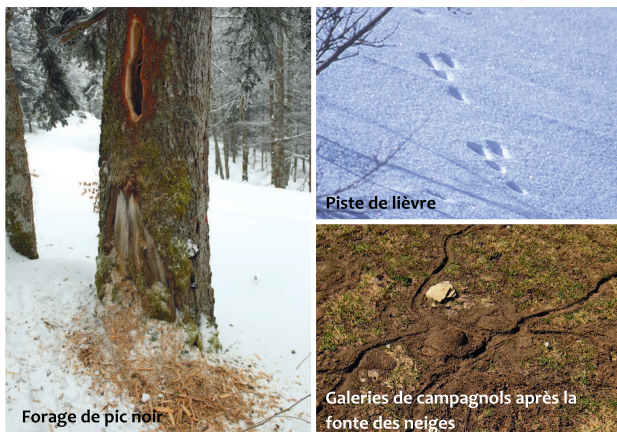 Forage de pic noir
Piste de lièvre
Galeries de campagnols après la
fonte des neiges